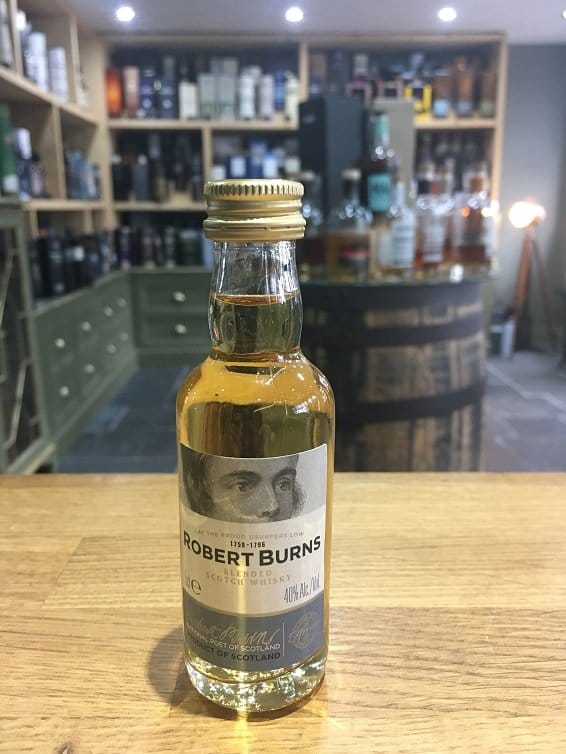 LAY THE PROUD USURPERS LOW
1759-1796
ROBERT BURNS
BLENDED
SCOTCH WHISKY
40% Alc./Vol.
NATIONAL POET OF SCOTLAND
PRODUCT OF SCOTLAND